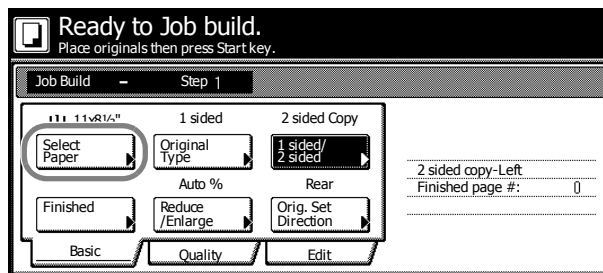 Ready to Job build.
Place originals then press Start key.
Job Build – Step 1
11x8½" 1 sided 2 sided Copy
Select Original 1 sided/
Paper Type 2 sided
2 sided copy-Left
Auto % Rear
Finished page #: 0
Finished Reduce Orig. Set
/Enlarge Direction
Basic Quality Edit